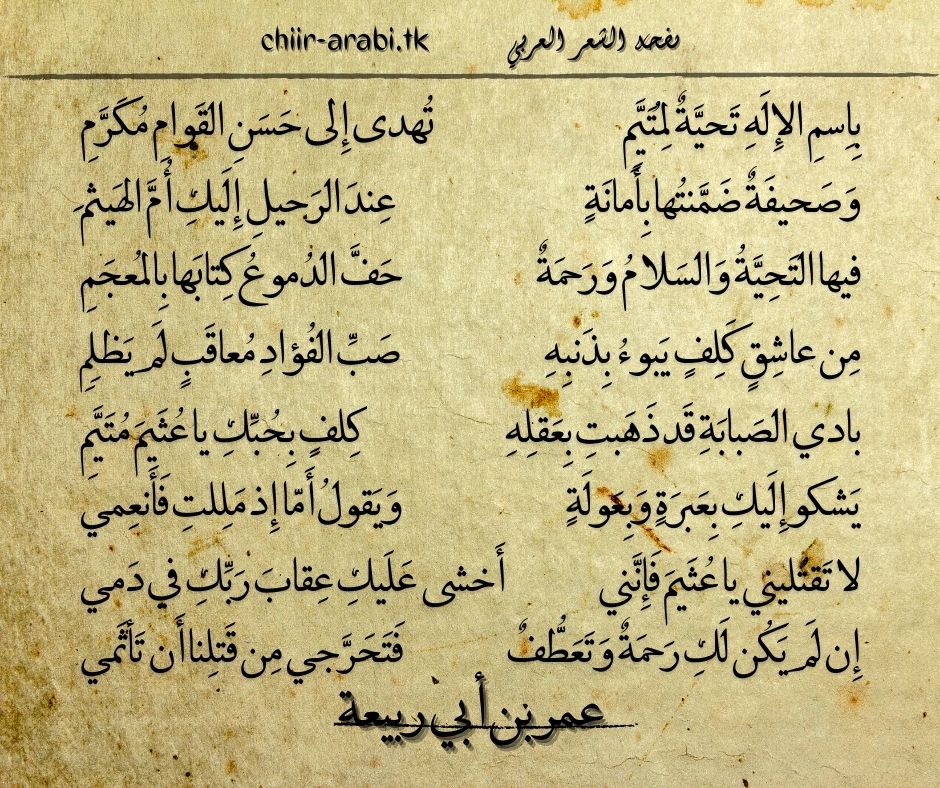 نفحه الشعر العربي chiir-arabi.tk
بِاسمِ الإِلَهِ تَحيَّةٌ لِمُتَيَّمِ تُهدى إِلى حَسَنِ القَوامِ مُكَرَّمِ
وَصَحيفَةٌ ضَمَّنتُها بِأَمانَةٍ عِندَ الرَحيلِ إِلَيكِ أُمَّ الهَيثَمِ
فيها التَحِيَّةُ وَالسَلامُ وَرَحمَةٌ حَفَّ الدُموعُ كِتابَها بِالمُعجَمِ
مِن عاشِقٍ كَلِفٍ يَبوءُ بِذَنبِهِ صَبِّ الفُؤادِ مُعاقَبٍ لَم يَظلِمِ
بادي الصَبابَةِ قَد ذَهَبتِ بِعَقلِهِ كِلفٍ بِحُبِّكِ يا عُثَيمَ مُتَيَّمِ
يَشكو إِلَيكِ بِعَبرَةٍ وَبِعَولَةٍ وَيَقولُ أَمّا إِذ مَلِلتِ فَأَنعِمي
لا تَقتُليني يا عُثَيمَ فَإِنَّني أَخشى عَلَيكِ عِقابَ رَبِّكِ في دَمي
إِن لَم يَكُن لَكِ رَحمَةٌ وَتَعَطُّفٌ فَتَحَرَّجي مِن قَتلِنا أَن تَأثَمي
عمر بن أبي ربيعة